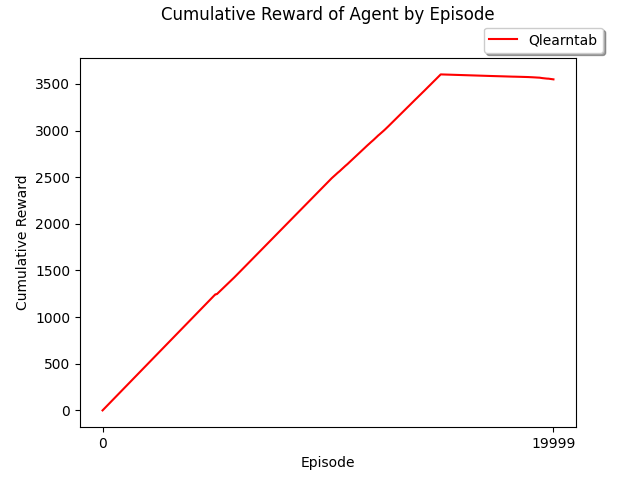 Cumulative Reward of Agent by Episode
Qlearntab
3500
3000
2500
2000
1500
1000
500
0
Cumulative Reward
0 19999
Episode